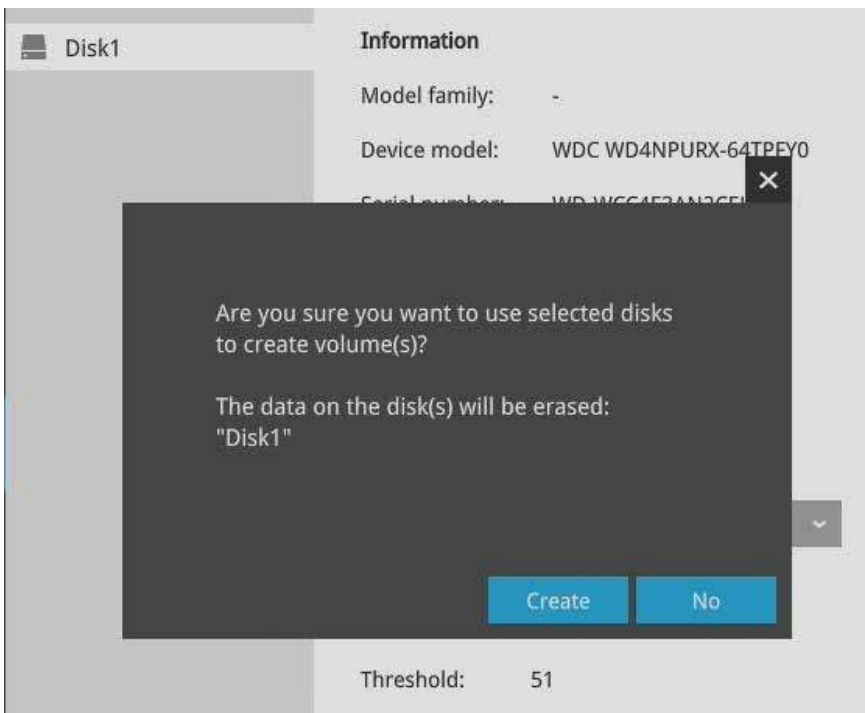 Disk1
Information
Model family: -
Device model: WDC WD4NPURX-64TPFY0
Are you sure you want to use selected disks
to create volume(s)?
The data on the disk(s) will be erased:
"Disk1"
Create No
Threshold: 51